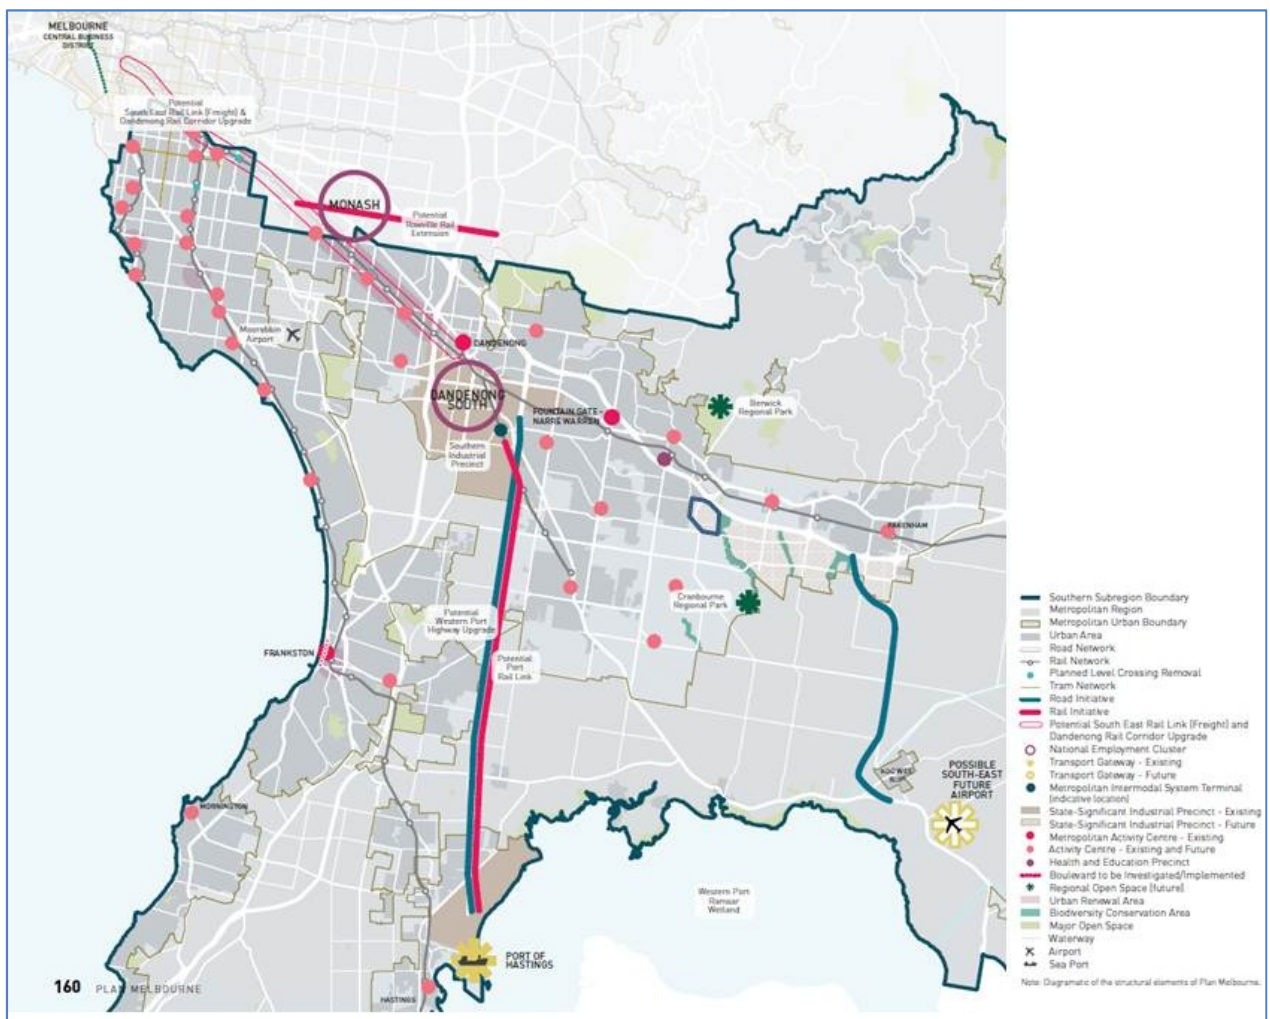 MELBOURNE
CENTRAL BUSINESS
DISTRICT
Potential
South East Rail Link (Freight) &
Dandenong Rail Corridor Upgrade
MONASH
Potential
Rowville Rail
Extension
Moorabbin
Airport
DANDENONG
DANDENONG
SOUTH
FOUNTAIN GATE-
NARRE WARREN
Berwick
Regional Park
Southern
Industrial
Precinct
PAKENHAM
Cranbourne
Regional Park
Potential
Western Port
Highway Upgrade
Potential
Port
Rail Link
FRANKSTON
MORNINGTON
KOO WEE
RUP
POSSIBLE
SOUTH-EAST
FUTURE
AIRPORT
Western Port
Ramsar
Wetland
PORT OF
HASTINGS
HASTINGS
160 PLAN MELBOURNE
Southern Subregion Boundary
Metropolitan Region
Metropolitan Urban Boundary
Urban Area
Road Network
Rail Network
Planned Level Crossing Removal
Tram Network
Road Initiative
Rail Initiative
Potential South East Rail Link (Freight) and
Dandenong Rail Corridor Upgrade
National Employment Cluster
Transport Gateway - Existing
Transport Gateway - Future
Metropolitan Intermodal System Terminal
(indicative location)
State-Significant Industrial Precinct - Existing
State-Significant Industrial Precinct - Future
Metropolitan Activity Centre - Existing
Activity Centre - Existing and Future
Health and Education Precinct
Boulevard to be Investigated/Implemented
Regional Open Space (future)
Urban Renewal Area
Biodiversity Conservation Area
Major Open Space
Waterway
Airport
Sea Port
Note: Diagramatic of the structural elements of Plan Melbourne.